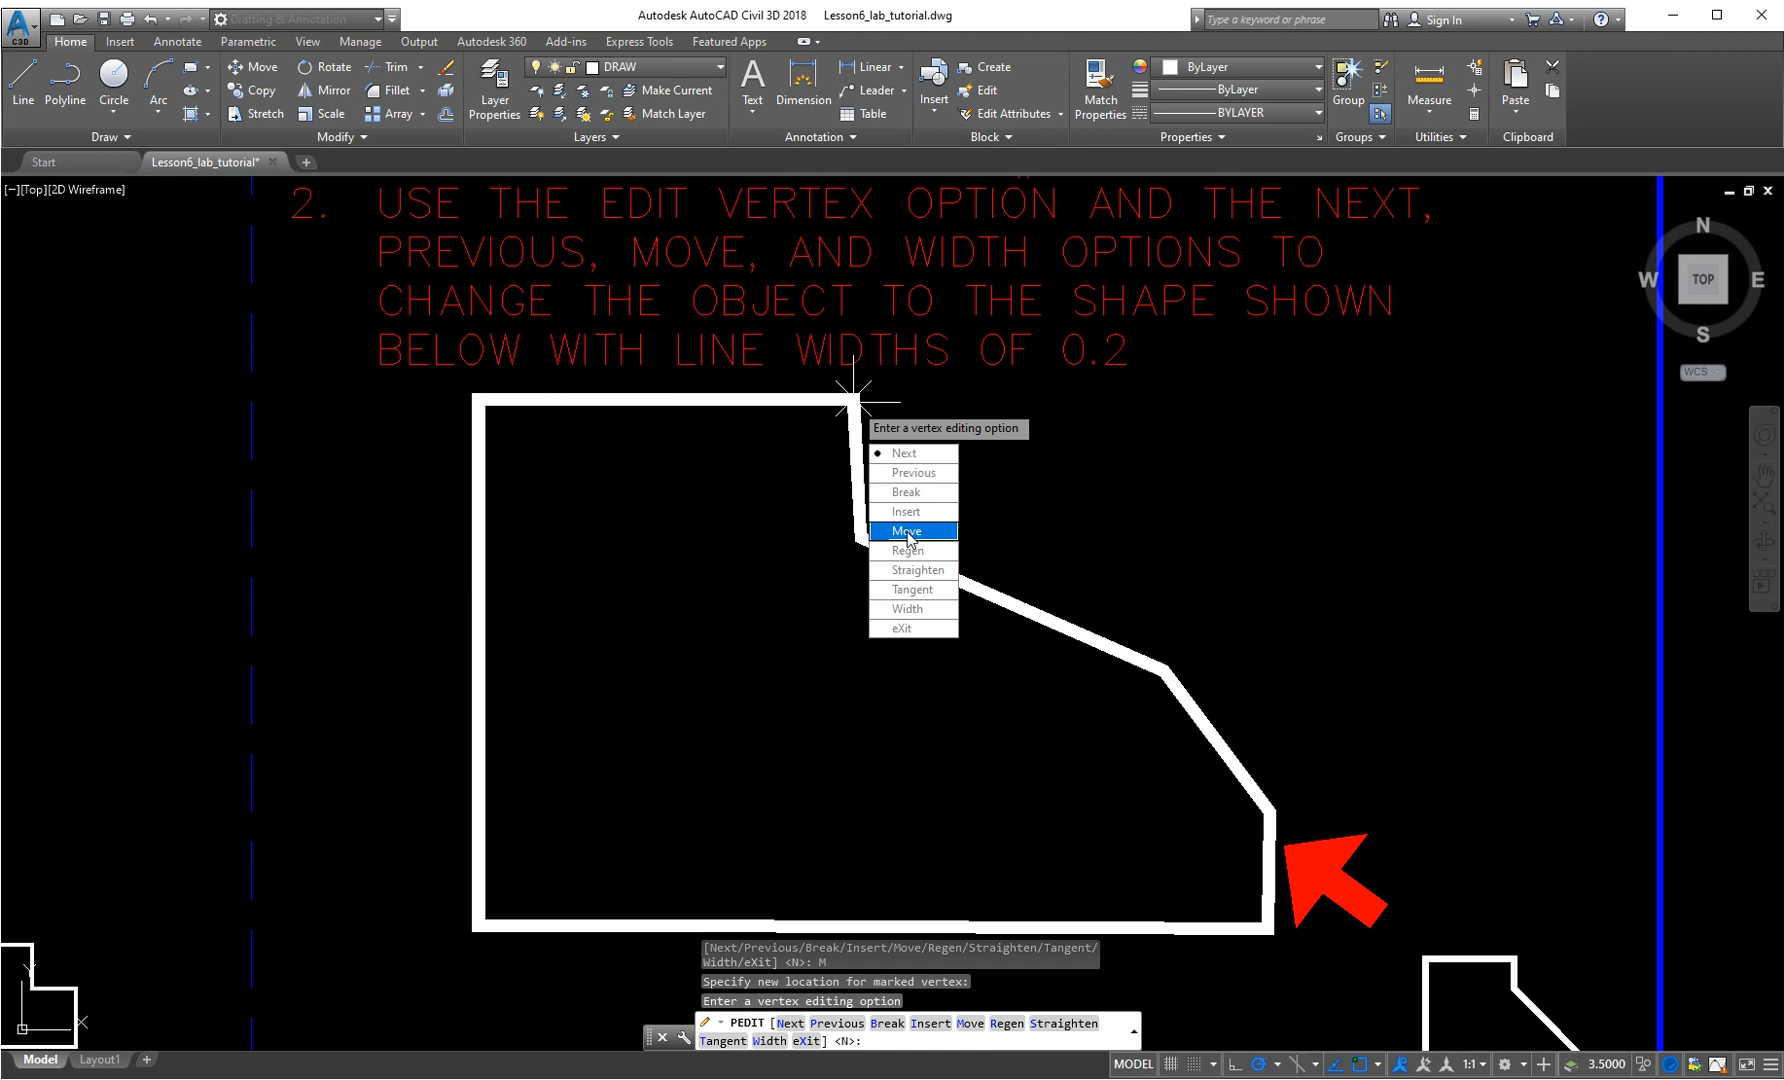 Drafting & Annotation
Autodesk AutoCAD Civil 3D 2018 Lesson6_lab_tutorial.dwg
Type a keyword or phrase
Sign In
C3D
Home Insert Annotate Parametric View Manage Output Autodesk 360 Add-ins Express Tools Featured Apps
Line Polyline Circle Arc
Move Rotate Trim
Copy Mirror Fillet
Stretch Scale Array
Layer Properties
DRAW
Make Current
Match Layer
Text Dimension
Linear
Leader
Table
Insert
Create
Edit
Edit Attributes
Match Properties
ByLayer
ByLayer
BYLAYER
Group
Measure
Paste
Draw Modify Layers Annotation Block Properties Groups Utilities Clipboard
Start Lesson6_lab_tutorial*
[−][Top][2D Wireframe]
2. USE THE EDIT VERTEX OPTION AND THE NEXT,
PREVIOUS, MOVE, AND WIDTH OPTIONS TO
CHANGE THE OBJECT TO THE SHAPE SHOWN
BELOW WITH LINE WIDTHS OF 0.2
N
W TOP E
S
WCS
Enter a vertex editing option
Next
Previous
Break
Insert
Move
Regen
Straighten
Tangent
Width
eXit
X
[Next/Previous/Break/Insert/Move/Regen/Straighten/Tangent/
Width/eXit] <N>: M
Specify new location for marked vertex:
Enter a vertex editing option
PEDIT [Next Previous Break Insert Move Regen Straighten
Tangent Width eXit] <N>:
Model Layout1
MODEL 1:1 3.5000